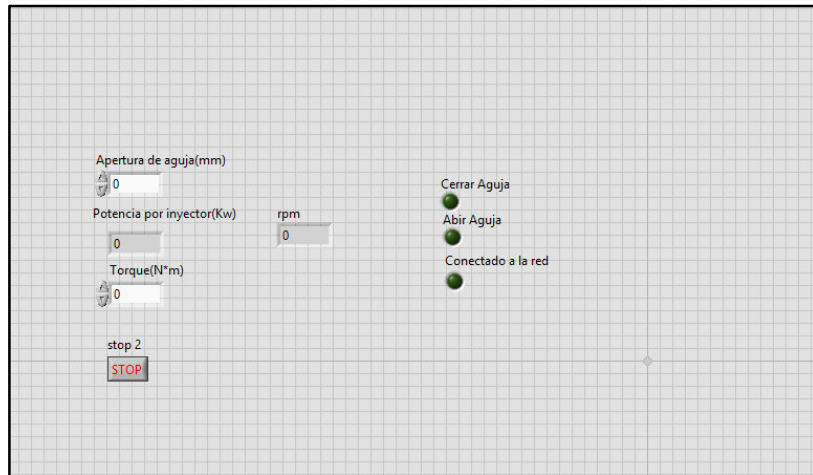 Apertura de aguja(mm)
0
Potencia por inyector(Kw)
0
rpm
0
Torque(N*m)
0
stop 2
STOP
Cerrar Aguja
Abir Aguja
Conectado a la red